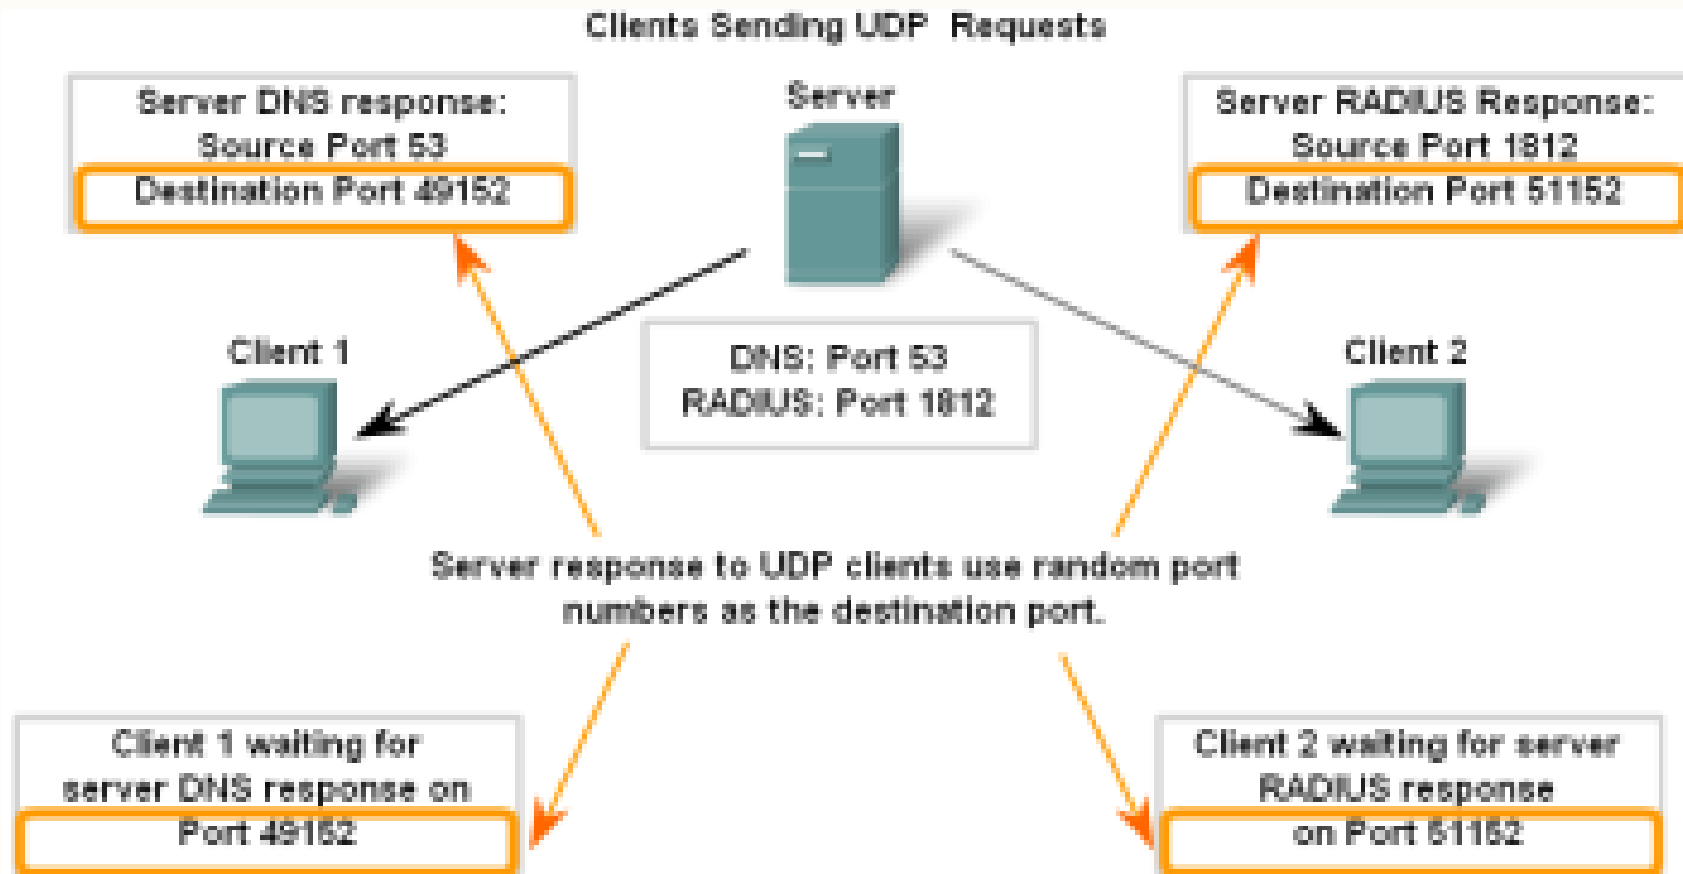 Clients Sending UDP Requests
Server DNS response:
Source Port 53
Destination Port 49152
Server
Server RADIUS Response:
Source Port 1812
Destination Port 51152
Client 1
DNS: Port 53
RADIUS: Port 1812
Client 2
Server response to UDP clients use random port
numbers as the destination port.
Client 1 waiting for
server DNS response on
Port 49152
Client 2 waiting for server
RADIUS response
on Port 51152